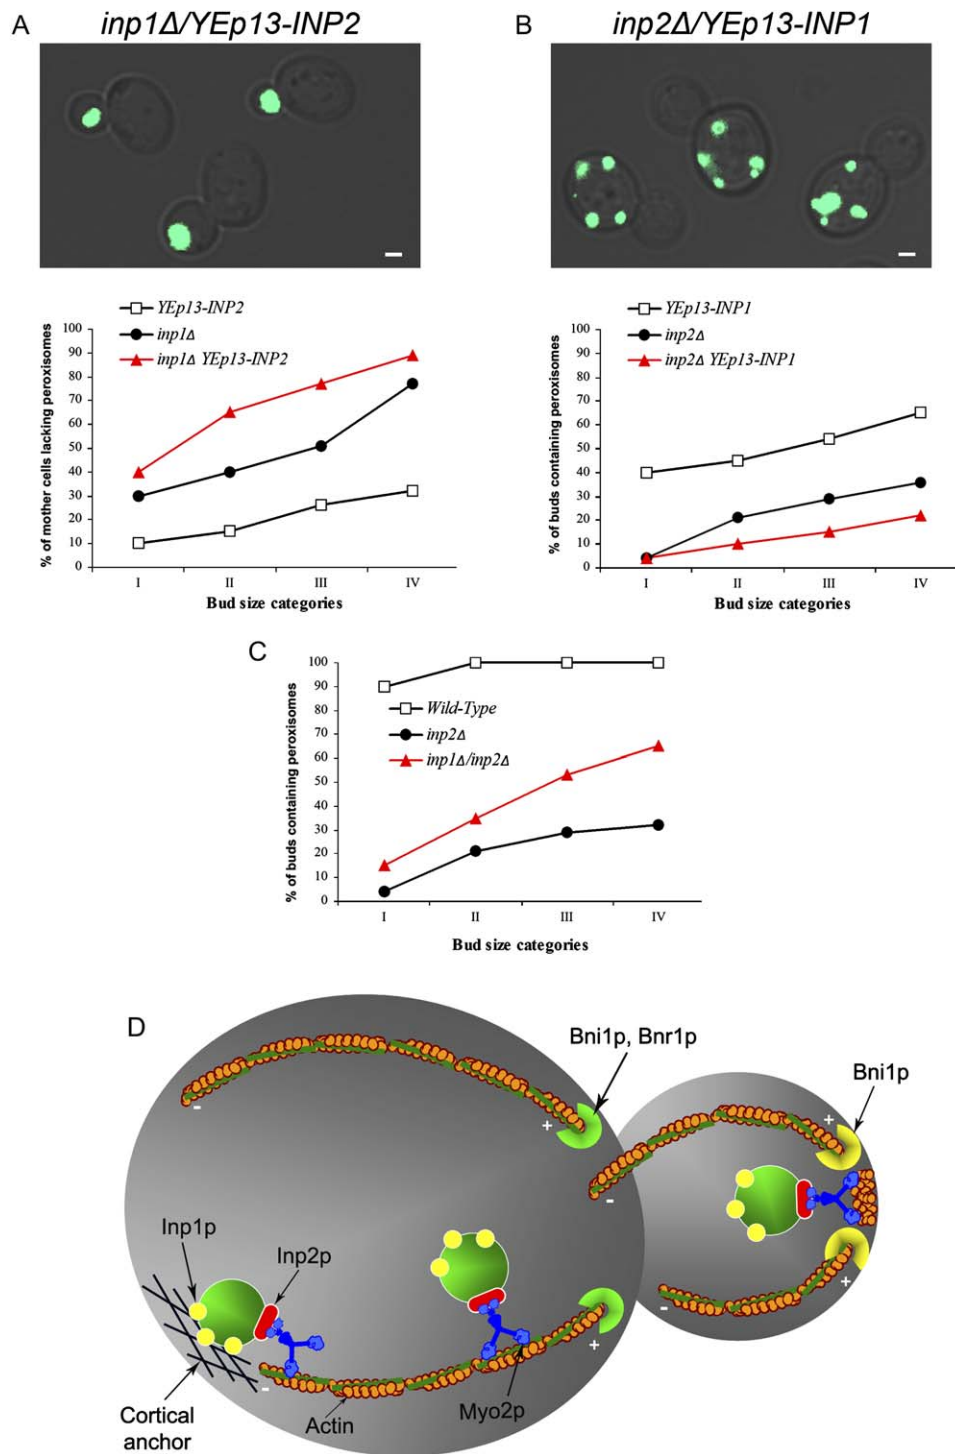 A
inp1Δ/YEp13-INP2
B
inp2Δ/YEp13-INP1
YEp13-INP2
inp1Δ
inp1Δ YEp13-INP2
% of mother cells lacking peroxisomes
100
90
80
70
60
50
40
30
20
10
0
I II III IV
Bud size categories
YEp13-INP1
inp2Δ
inp2Δ YEp13-INP1
% of buds containing peroxisomes
100
90
80
70
60
50
40
30
20
10
0
I II III IV
Bud size categories
C
Wild-Type
inp2Δ
inp1Δ/inp2Δ
% of buds containing peroxisomes
100
90
80
70
60
50
40
30
20
10
0
I II III IV
Bud size categories
D
Bni1p, Bnr1p
Bni1p
-
+
+
-
Inp1p
Inp2p
-
+
-
+
Cortical
anchor
Actin
Myo2p